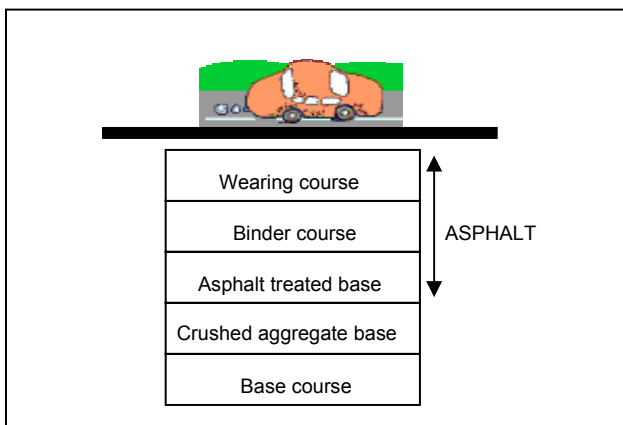 Wearing course
Binder course
ASPHALT
Asphalt treated base
Crushed aggregate base
Base course